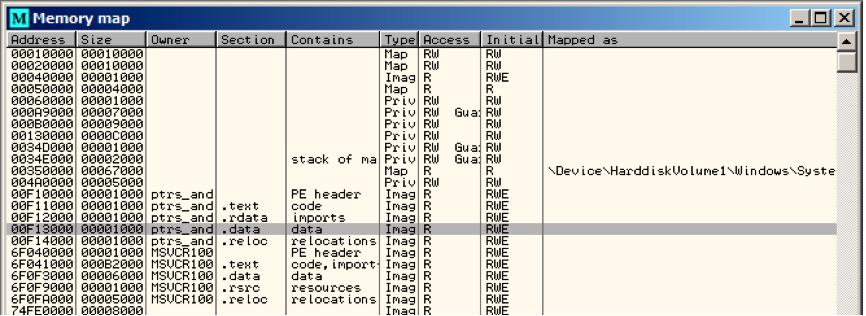 M Memory map
Address Size Owner Section Contains Type Access Initial Mapped as
00010000 00010000 Map RW RW
00020000 00010000 Map RW RW
00040000 00001000 Imag R RWE
00050000 00004000 Map R R
00060000 00001000 Priv RW RW
000A9000 00007000 Priv RW Gua: RW
000B0000 00009000 Priv RW RW
00130000 0000C000 Priv RW RW
0034D000 00001000 Priv RW Gua: RW
0034E000 00002000 stack of ma Priv RW Gua: RW
00350000 00067000 Map R R \Device\HarddiskVolume1\Windows\Syste
004A0000 00005000 Priv RW RW
00F10000 00001000 ptrs_and PE header Imag R RWE
00F11000 00001000 ptrs_and .text code Imag R RWE
00F12000 00001000 ptrs_and .rdata imports Imag R RWE
00F13000 00001000 ptrs_and .data data Imag R RWE
00F14000 00001000 ptrs_and .reloc relocations Imag R RWE
6F040000 00001000 MSVCR100 PE header Imag R RWE
6F041000 000B2000 MSVCR100 .text code,import Imag R RWE
6F0F3000 00006000 MSVCR100 .data data Imag R RWE
6F0F9000 00001000 MSVCR100 .rsrc resources Imag R RWE
6F0FA000 00005000 MSVCR100 .reloc relocations Imag R RWE
74FE0000 00008000 Imag R RWE